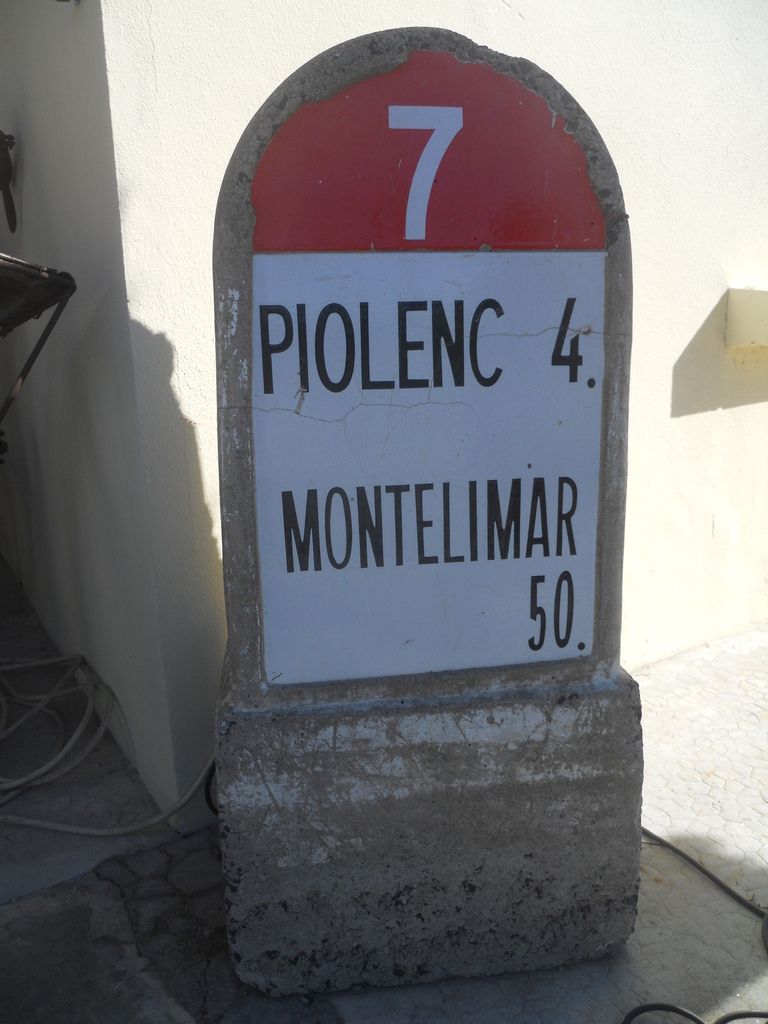 7
PIOLENC 4.
MONTELIMAR
50.